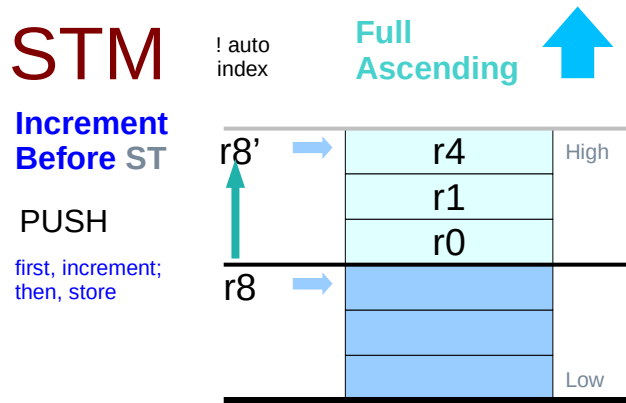 STM
! auto
index
Full
Ascending
Increment
Before ST
PUSH
first, increment;
then, store
r8’
r4
High
r1
r0
r8
Low